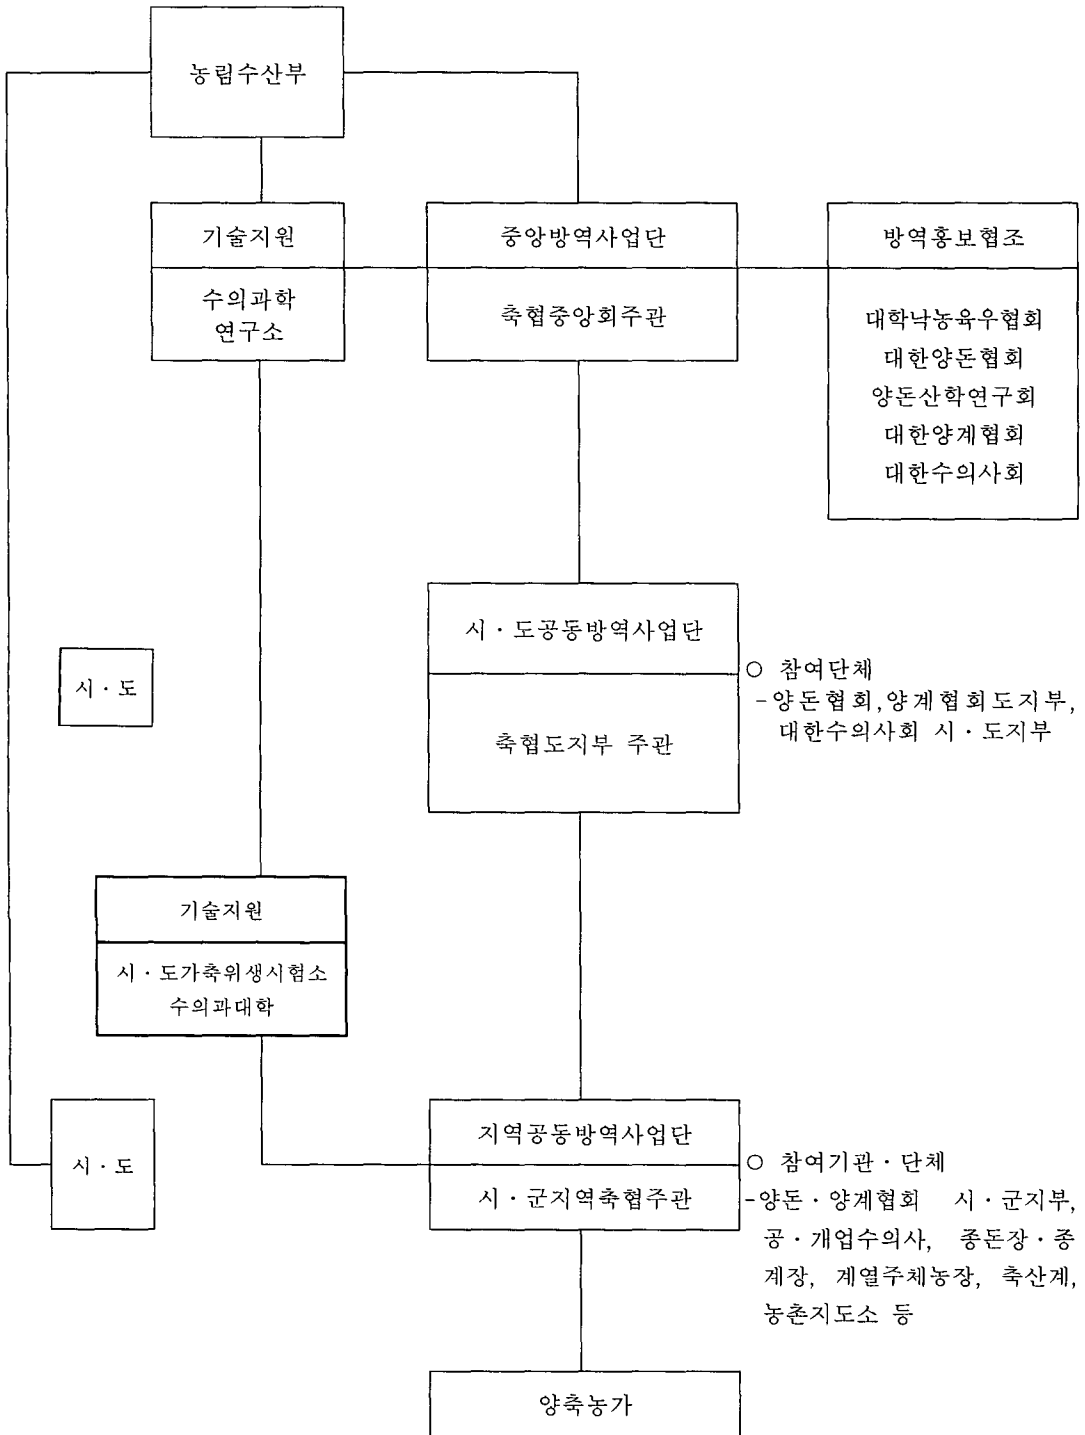 농림수산부
기술지원
수의과학
연구소
중앙방역사업단
축협중앙회주관
방역홍보협조
대학낙농육우협회
대한양돈협회
양돈산학연구회
대한양계협회
대한수의사회
시·도공동방역사업단
축협도지부 주관
○ 참여단체
-양돈협회,양계협회도지부,
대한수의사회 시·도지부
시·도
기술지원
시·도가축위생시험소
수의과대학
시·도
지역공동방역사업단
시·군지역축협주관
○ 참여기관·단체
-양돈·양계협회 시·군지부,
공·개업수의사, 종돈장·종
계장, 계열주체농장, 축산계,
농촌지도소 등
양축농가